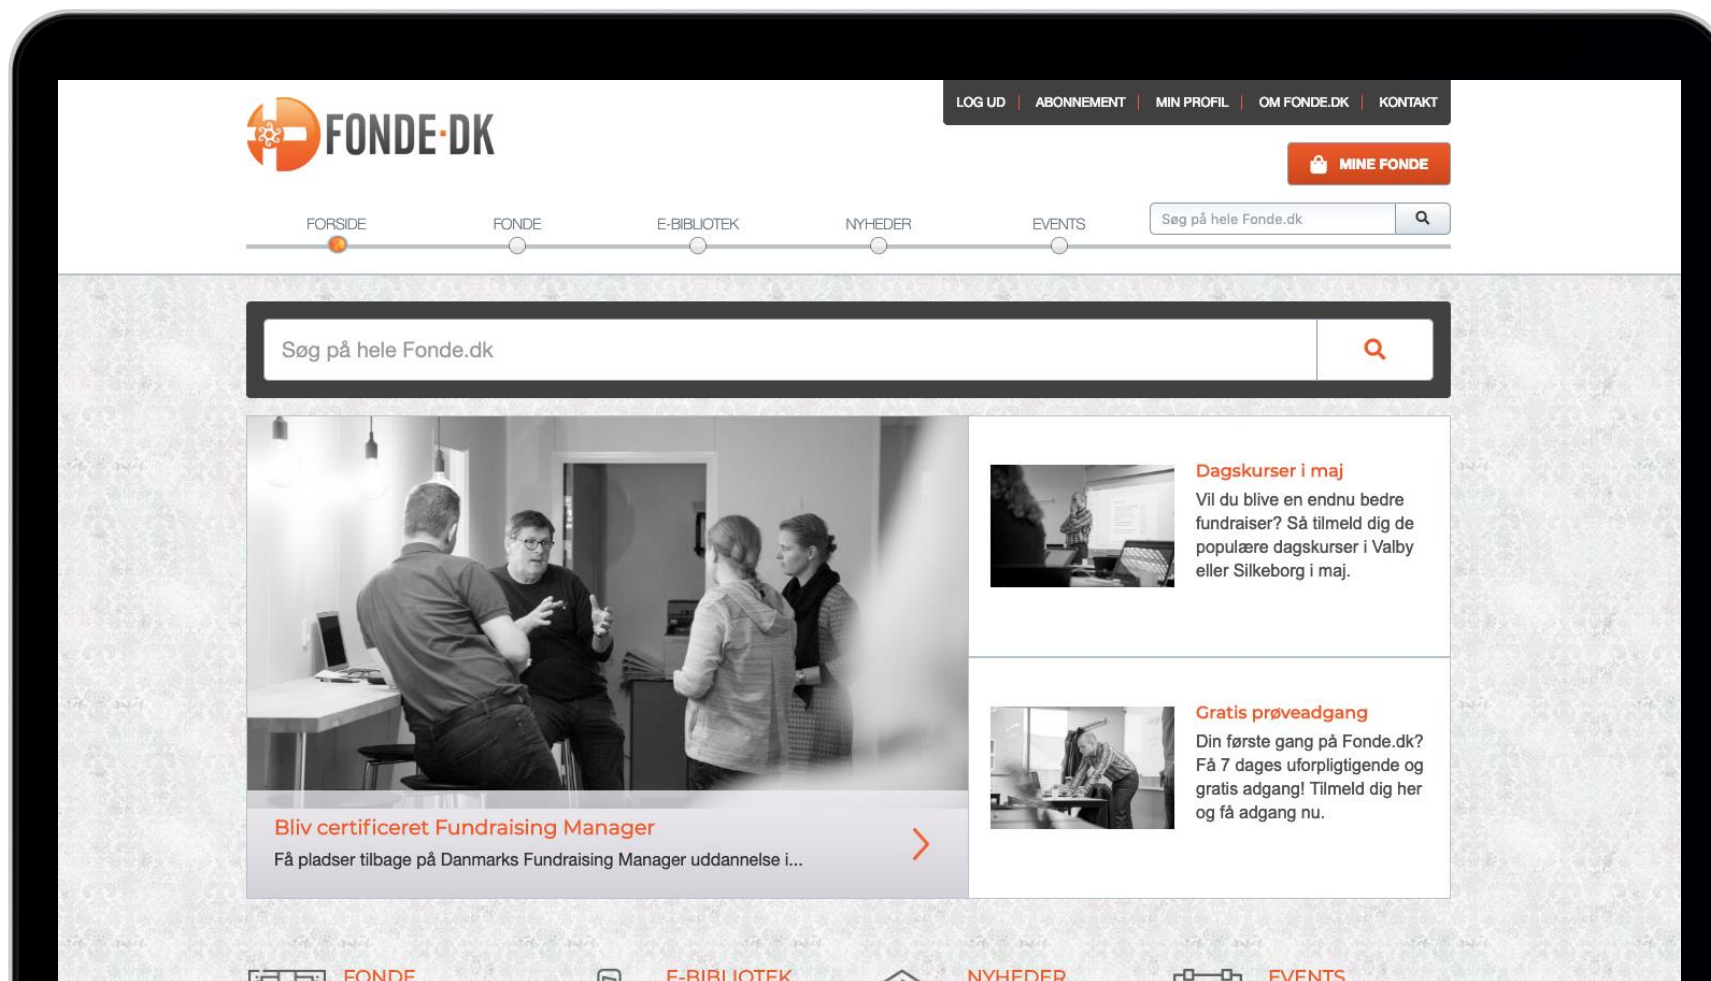 FONDE·DK
LOG UD | ABONNEMENT | MIN PROFIL | OM FONDE.DK | KONTAKT
MINE FONDE
FORSIDE FONDE E-BIBLIOTEK NYHEDER EVENTS
Søg på hele Fonde.dk
Søg på hele Fonde.dk
Bliv certificeret Fundraising Manager
Få pladser tilbage på Danmarks Fundraising Manager uddannelse i...
Dagskurser i maj
Vil du blive en endnu bedre
fundraiser? Så tilmeld dig de
populære dagskurser i Valby
eller Silkeborg i maj.
Gratis prøveadgang
Din første gang på Fonde.dk?
Få 7 dages uforpligtigende og
gratis adgang! Tilmeld dig her
og få adgang nu.
FONDE E-BIBLIOTEK NYHEDER EVENTS